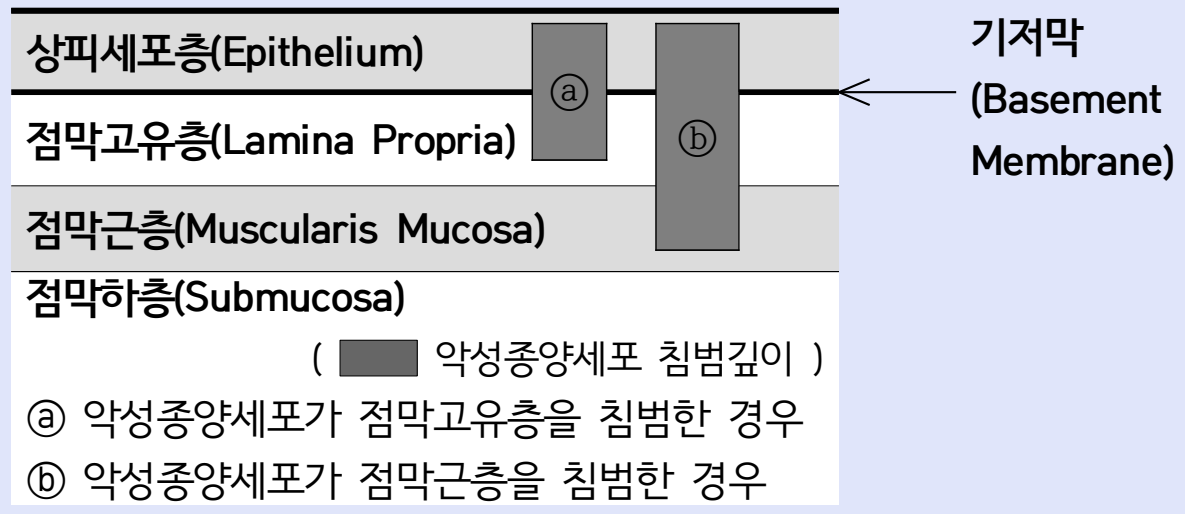 상피세포층(Epithelium)
ⓐ
기저막
(Basement
Membrane)
점막고유층(Lamina Propria)
ⓑ
점막근층(Muscularis Mucosa)
점막하층(Submucosa)
( 악성종양세포 침범깊이 )
ⓐ 악성종양세포가 점막고유층을 침범한 경우
ⓑ 악성종양세포가 점막근층을 침범한 경우